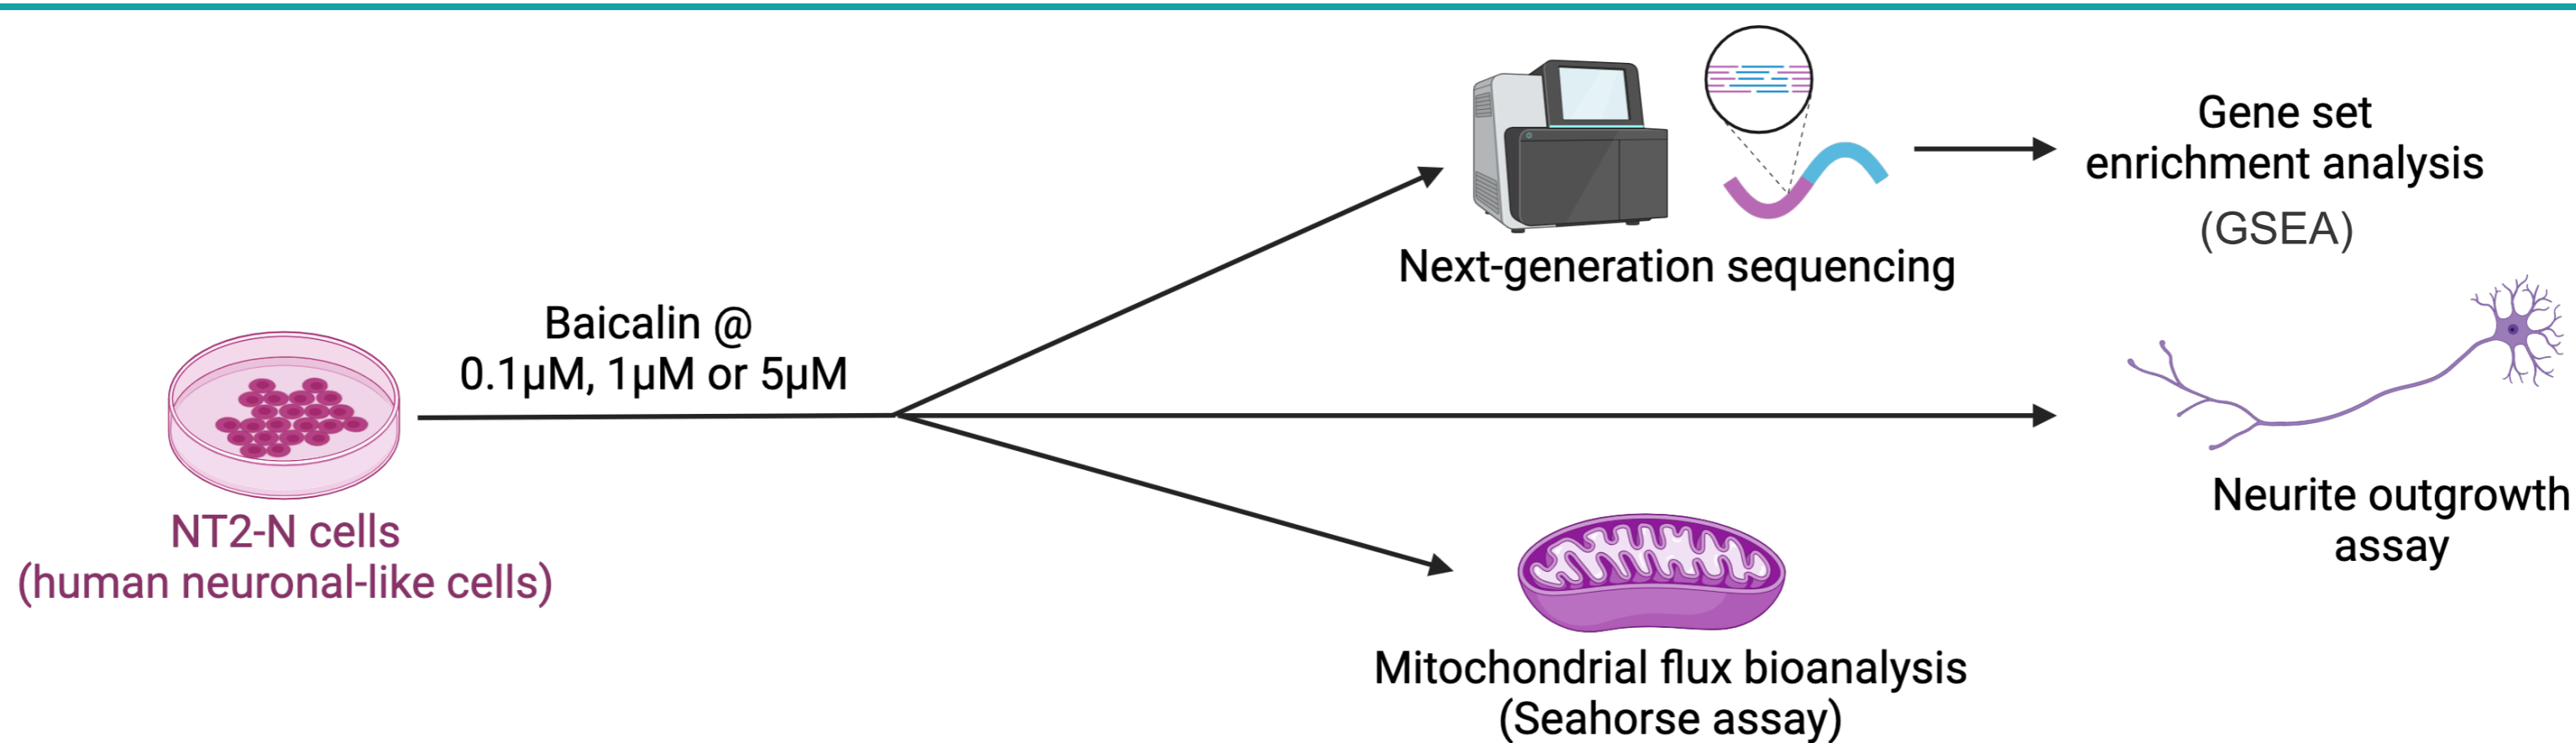 Baicalin @
0.1µM, 1µM or 5µM
NT2-N cells
(human neuronal-like cells)
Next-generation sequencing
Gene set
enrichment analysis
(GSEA)
Neurite outgrowth
assay
Mitochondrial flux bioanalysis
(Seahorse assay)